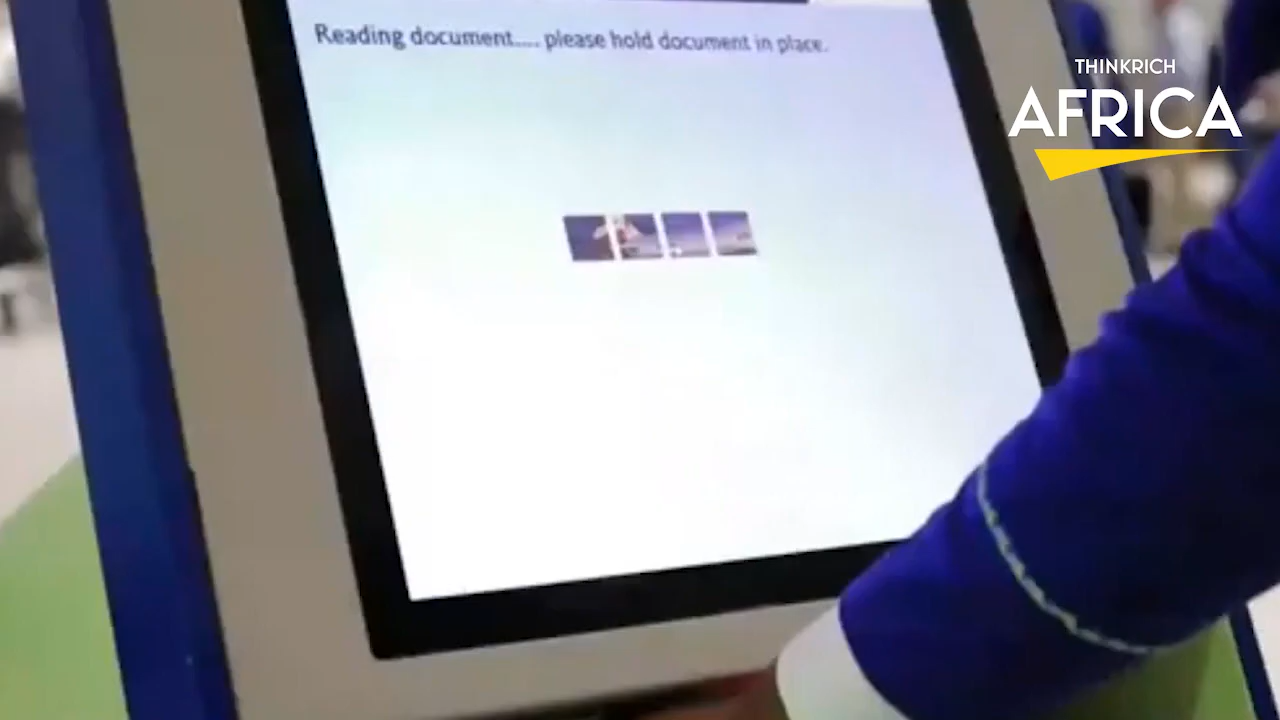 Reading document.... please hold document in place.
THINKRICH
AFRICA